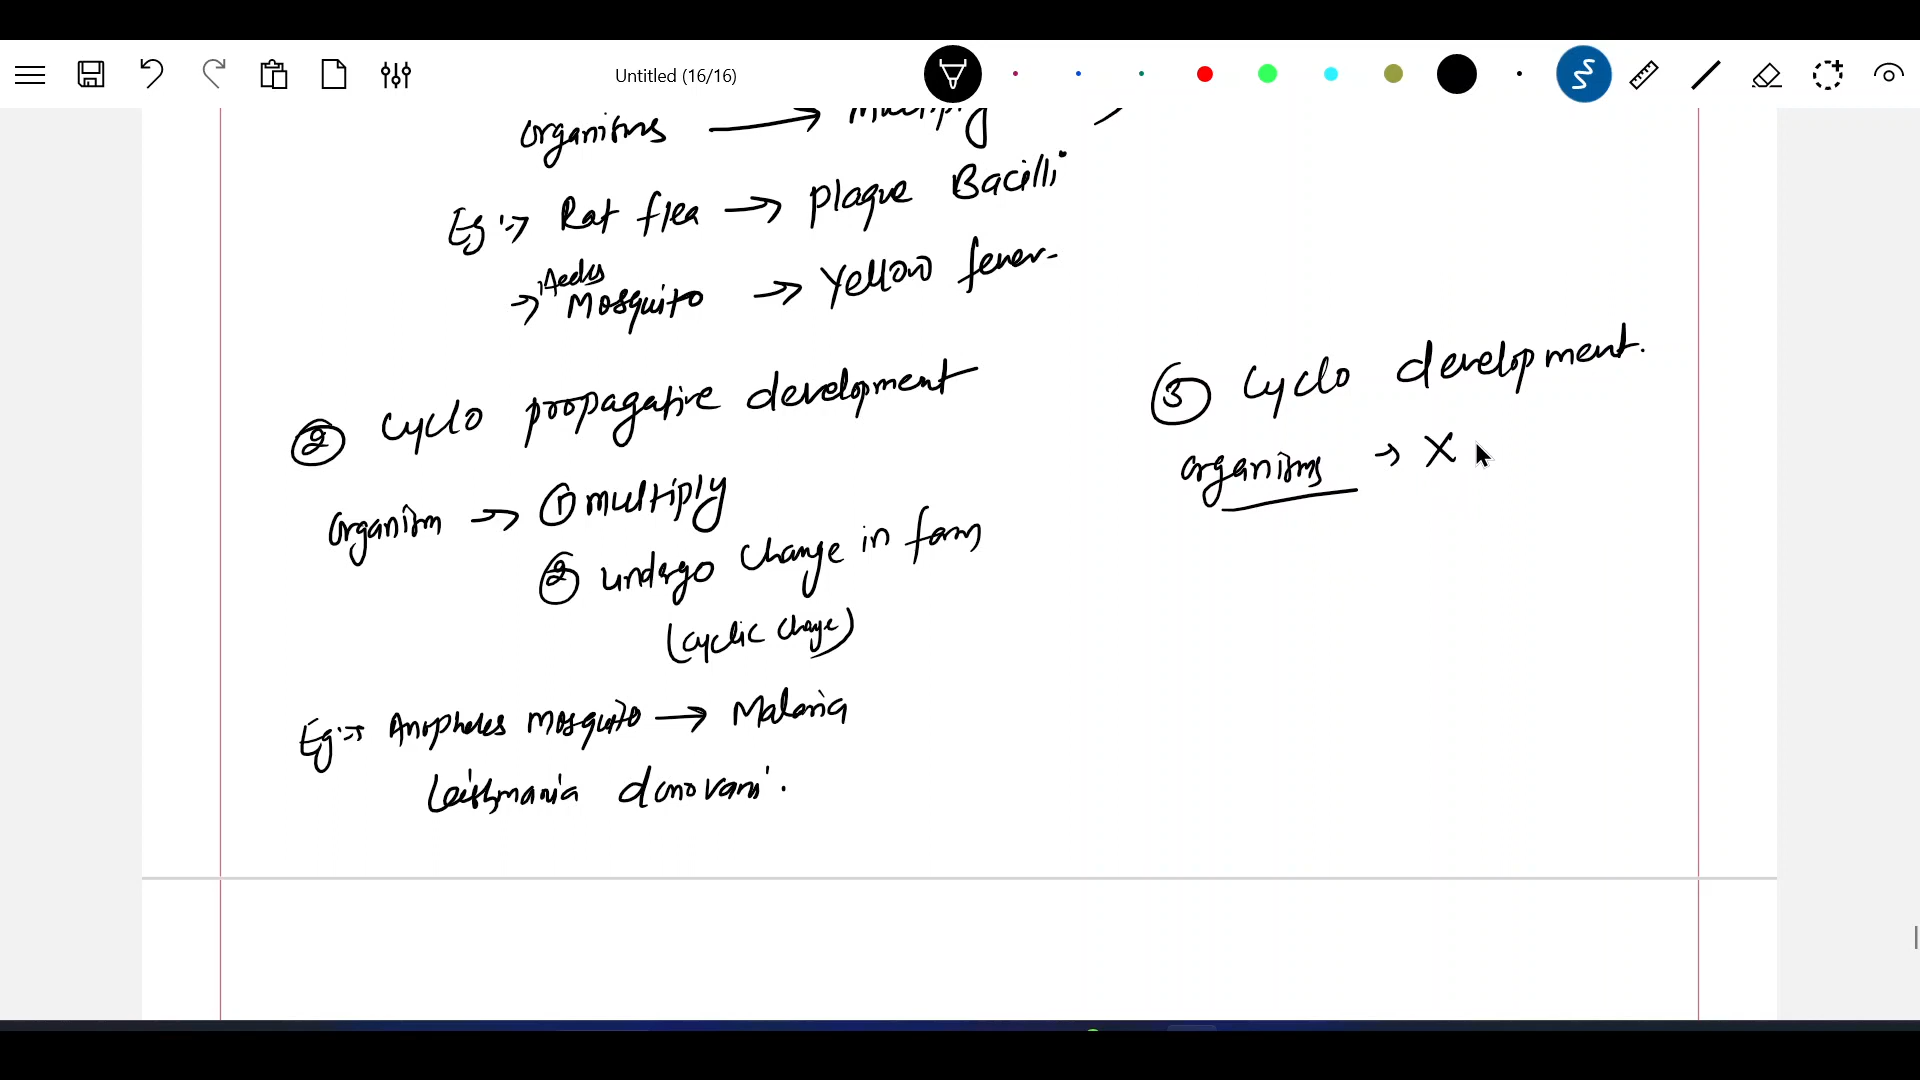 Untitled (16/16)
organisms → Multiply
Eg :→ Rat flea → plaque Bacilli
Aedes
→ Mosquito → Yellow fever
② Cyclo propagative development
organism → ① multiply
② undergo change in form
(cyclic change)
Eg :→ Anopheles mosquito → Malaria
Leishmania donovani.
③ Cyclo development.
organisms → X